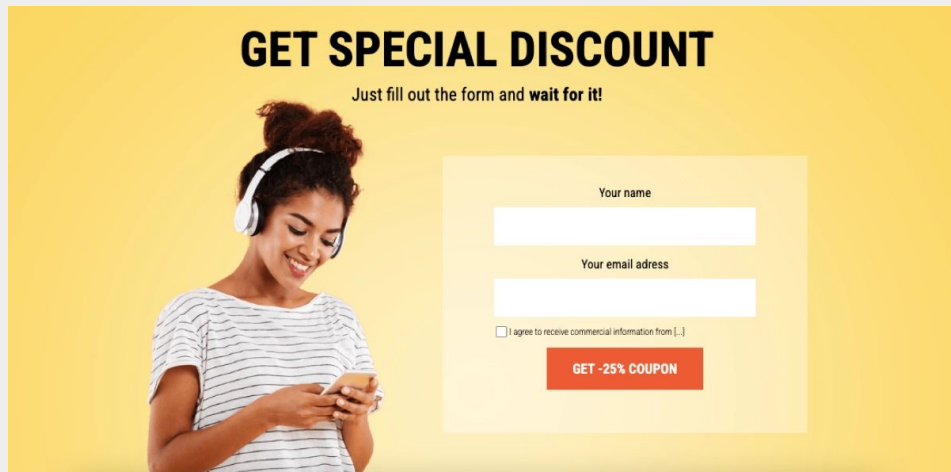 GET SPECIAL DISCOUNT
Just fill out the form and wait for it!
Your name
Your email adress
I agree to receive commercial information from [...]
GET -25% COUPON